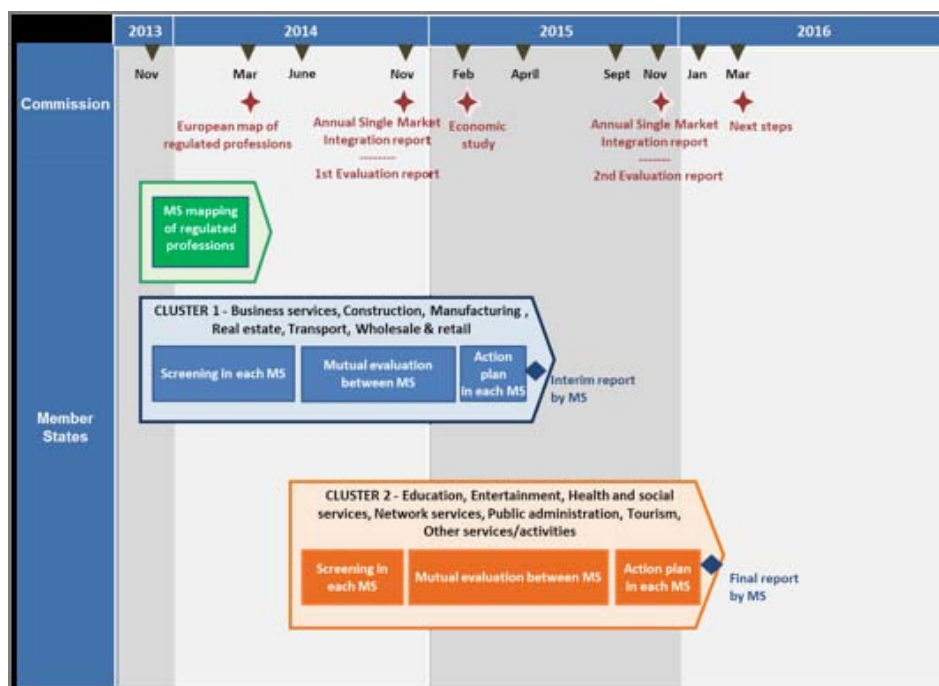 2013
2014
2015
2016
Nov
Mar
June
Nov
Feb
April
Sept
Nov
Jan
Mar
Commission
European map of
regulated professions
Annual Single Market
Integration report
--------
1st Evaluation report
Economic
study
Annual Single Market
Integration report
--------
2nd Evaluation report
Next steps
MS mapping
of regulated
professions
CLUSTER 1 - Business services, Construction, Manufacturing ,
Real estate, Transport, Wholesale & retail
Screening in each MS
Mutual evaluation
between MS
Action
plan
in each MS
Interim report
by MS
Member
States
CLUSTER 2 - Education, Entertainment, Health and social
services, Network services, Public administration, Tourism,
Other services/activities
Screening in
each MS
Mutual evaluation between MS
Action plan
in each MS
Final report
by MS